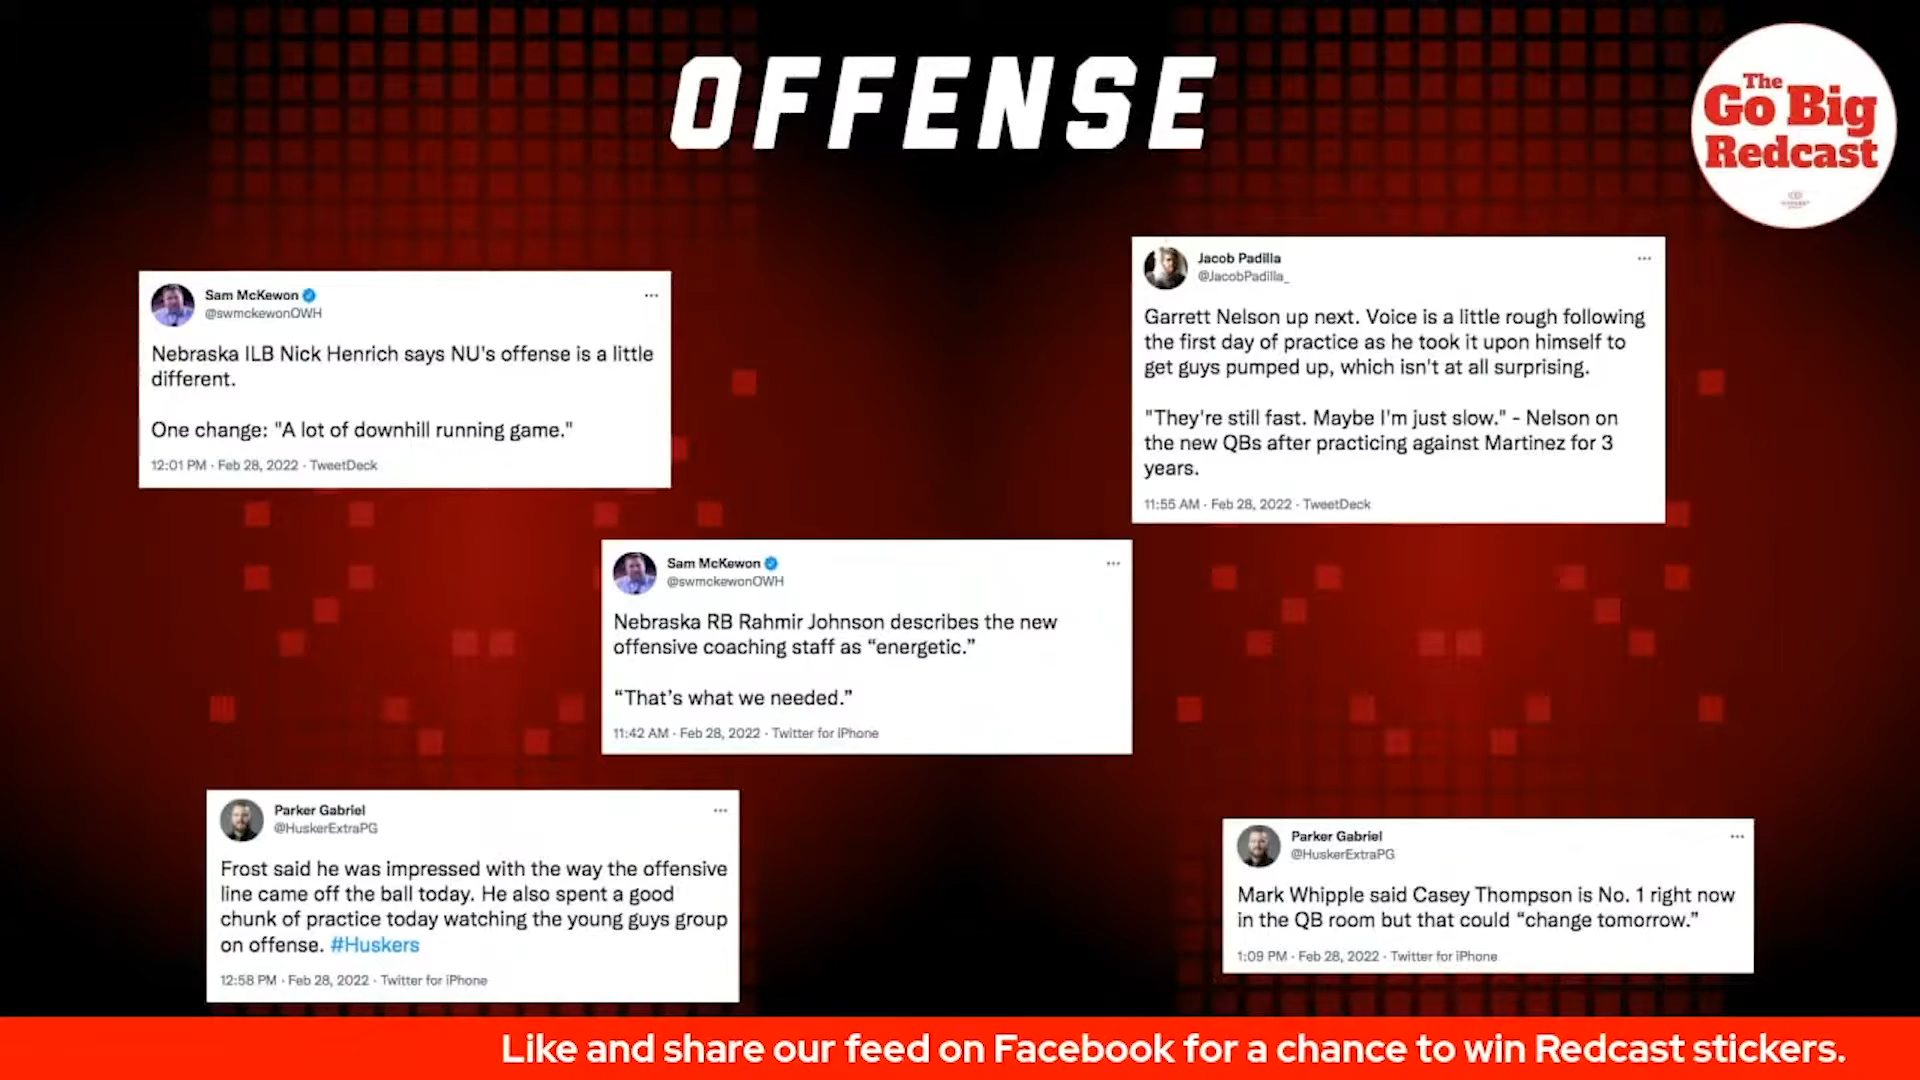 OFFENSE
The
Go Big
Redcast
Sam McKewon
@swmckewonOWH
Nebraska ILB Nick Henrich says NU's offense is a little
different.
One change: "A lot of downhill running game."
12:01 PM · Feb 28, 2022 · TweetDeck
Jacob Padilla
@JacobPadilla_
Garrett Nelson up next. Voice is a little rough following
the first day of practice as he took it upon himself to
get guys pumped up, which isn't at all surprising.
"They're still fast. Maybe I'm just slow." - Nelson on
the new QBs after practicing against Martinez for 3
years.
11:55 AM · Feb 28, 2022 · TweetDeck
Sam McKewon
@swmckewonOWH
Nebraska RB Rahmir Johnson describes the new
offensive coaching staff as “energetic.”
“That’s what we needed.”
11:42 AM · Feb 28, 2022 · Twitter for iPhone
Parker Gabriel
@HuskerExtraPG
Frost said he was impressed with the way the offensive
line came off the ball today. He also spent a good
chunk of practice today watching the young guys group
on offense. #Huskers
12:58 PM · Feb 28, 2022 · Twitter for iPhone
Parker Gabriel
@HuskerExtraPG
Mark Whipple said Casey Thompson is No. 1 right now
in the QB room but that could “change tomorrow.”
1:09 PM · Feb 28, 2022 · Twitter for iPhone
Like and share our feed on Facebook for a chance to win Redcast stickers.